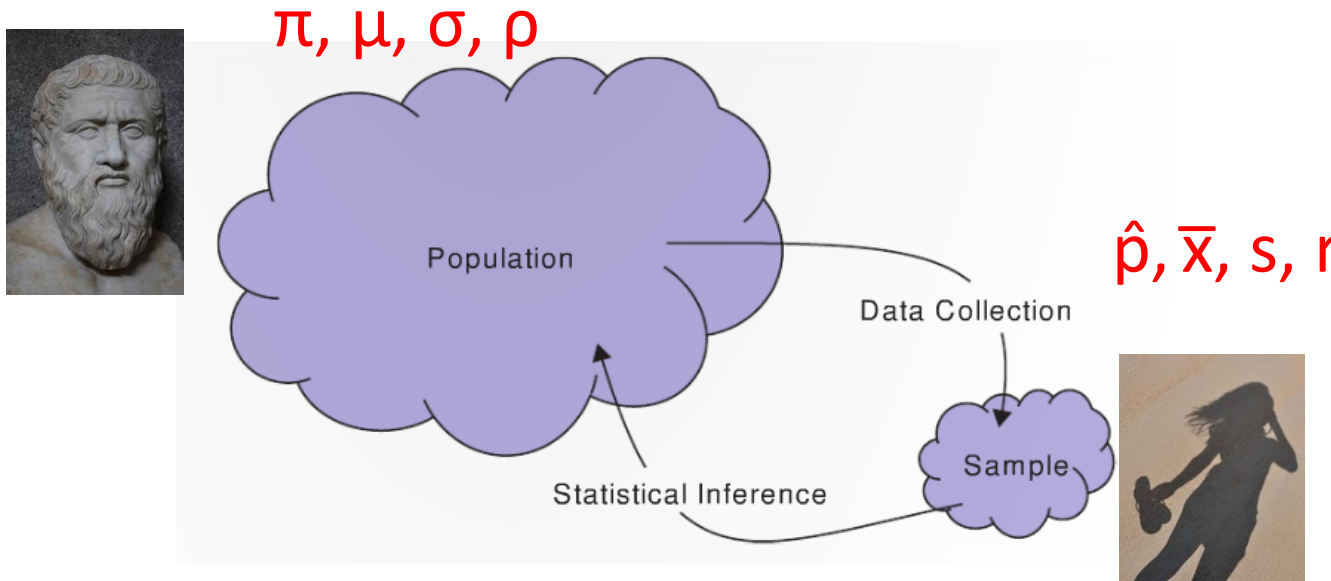 π, μ, σ, ρ
Population
p̂, x̅, s, r
Data Collection
Sample
Statistical Inference